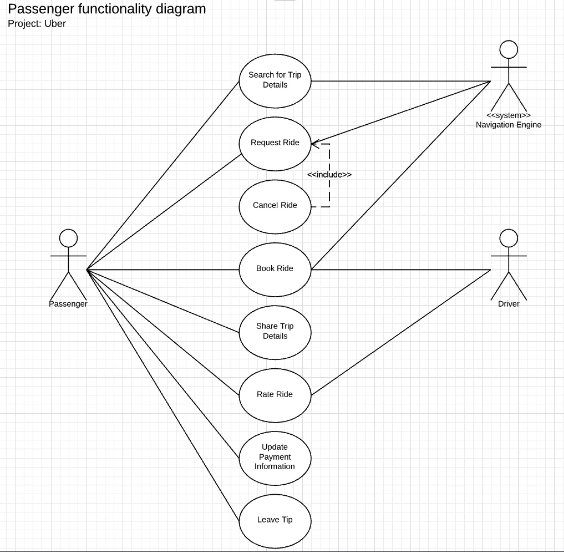 Passenger functionality diagram
Project: Uber
Search for Trip
Details
<<system>>
Navigation Engine
Request Ride
<<include>>
Cancel Ride
Book Ride
Passenger
Driver
Share Trip
Details
Rate Ride
Update
Payment
Information
Leave Tip